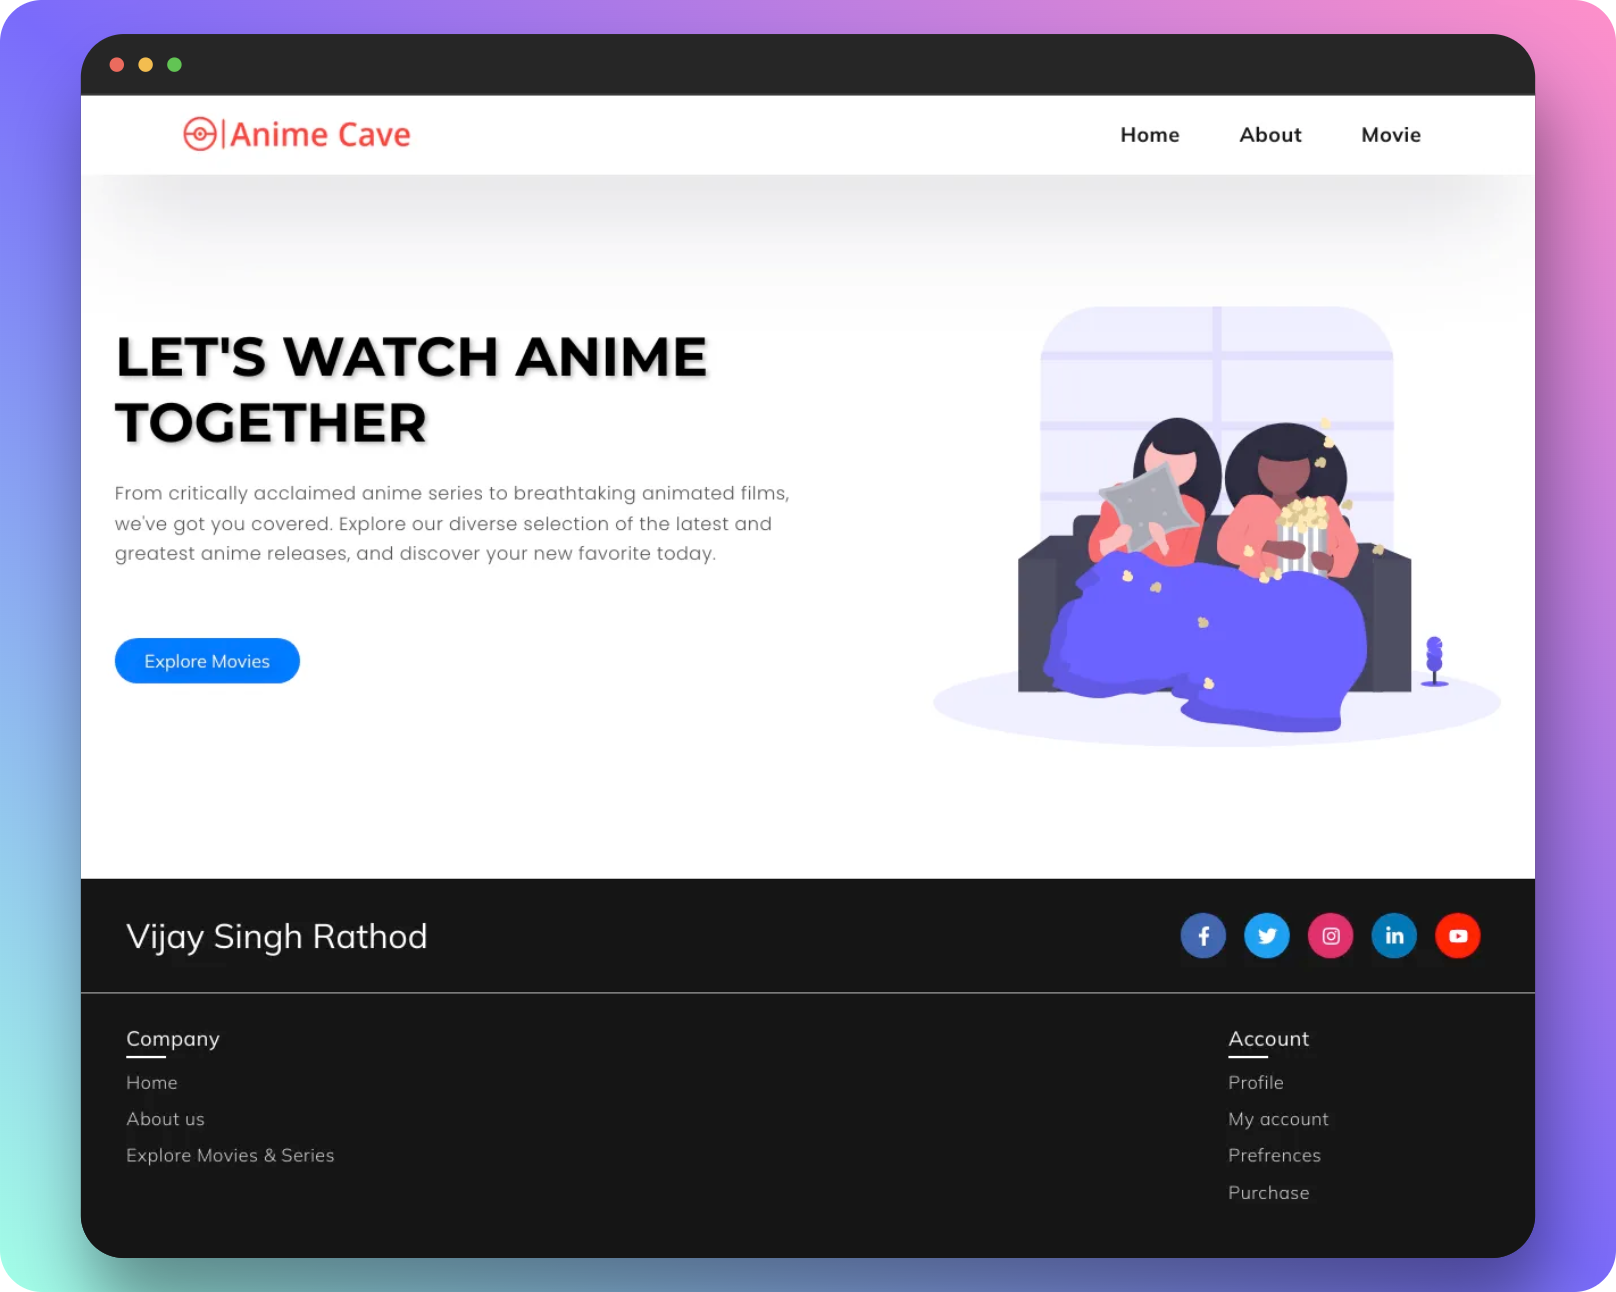 Anime Cave
Home About Movie
LET'S WATCH ANIME
TOGETHER
From critically acclaimed anime series to breathtaking animated films,
we've got you covered. Explore our diverse selection of the latest and
greatest anime releases, and discover your new favorite today.
Explore Movies
Vijay Singh Rathod
Company
Home
About us
Explore Movies & Series
Account
Profile
My account
Prefrences
Purchase